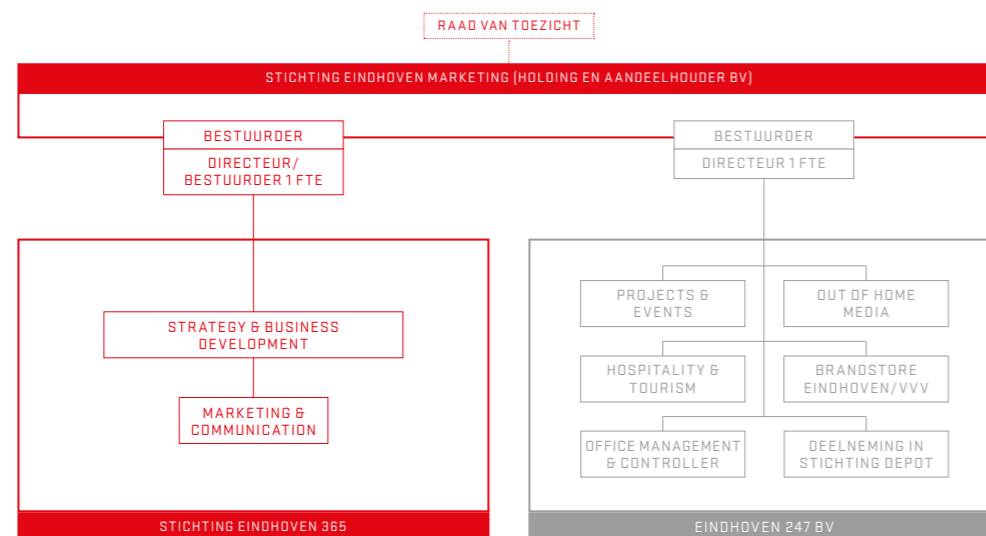 RAAD VAN TOEZICHT
STICHTING EINDHOVEN MARKETING (HOLDING EN AANDEELHOUDER BV)
BESTUURDER
DIRECTEUR/
BESTUURDER 1 FTE
BESTUURDER
DIRECTEUR 1 FTE
STRATEGY & BUSINESS
DEVELOPMENT
MARKETING &
COMMUNICATION
STICHTING EINDHOVEN 365
PROJECTS &
EVENTS
OUT OF HOME
MEDIA
HOSPITALITY &
TOURISM
BRANDSTORE
EINDHOVEN/VVV
OFFICE MANAGEMENT
& CONTROLLER
DEELNEMING IN
STICHTING DEPOT
EINDHOVEN 247 BV